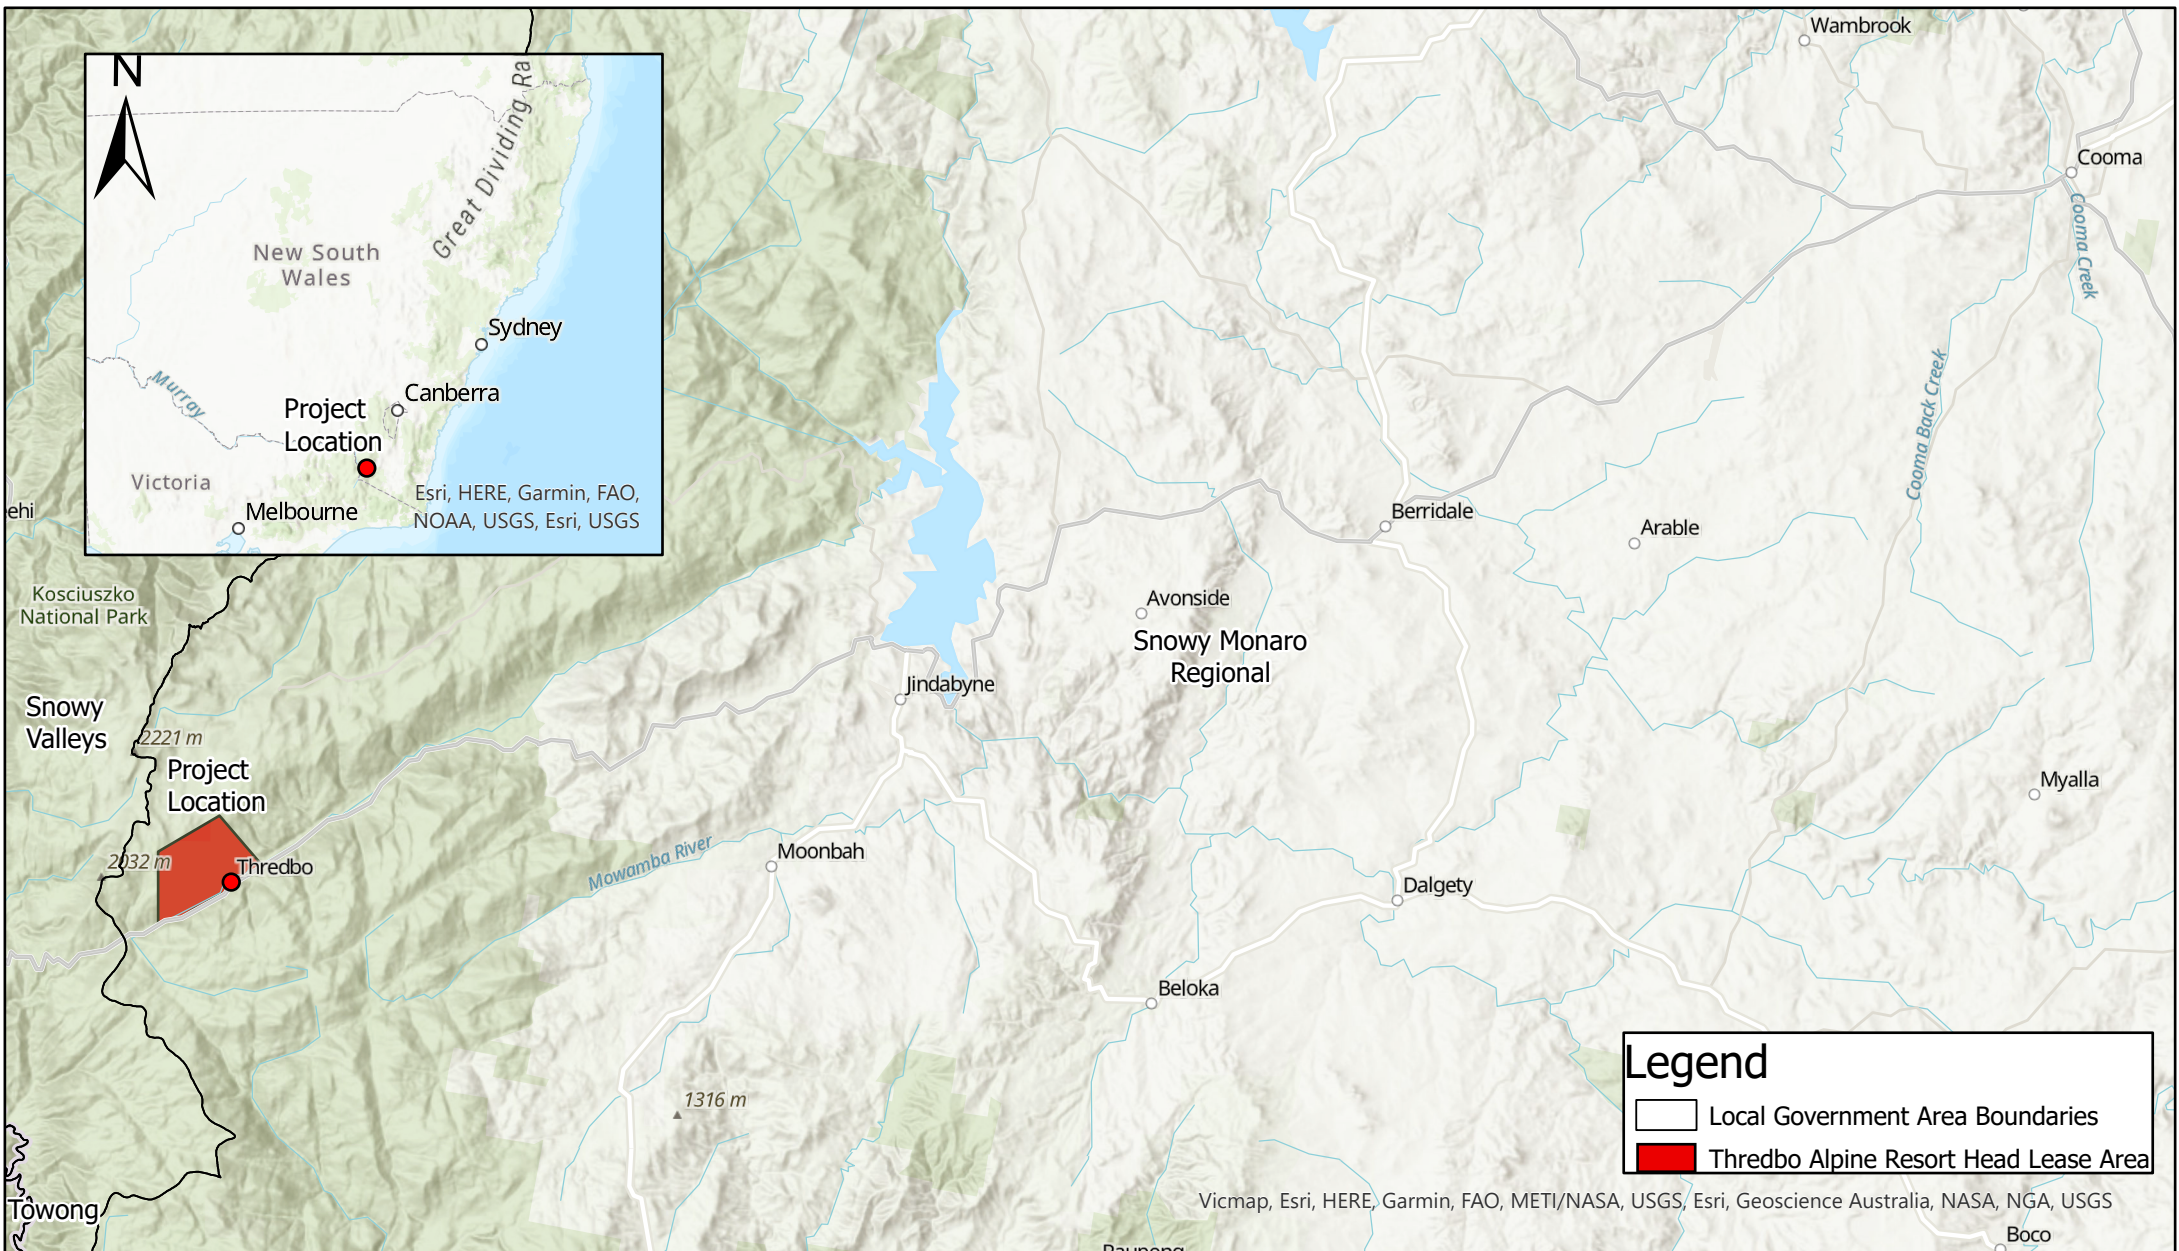 Wambrook
Cooma
Cooma Creek
Cooma Back Creek
N
Great Dividing Ra
New South
Wales
Sydney
Murray
Canberra
Project
Location
Victoria
Melbourne
Esri, HERE, Garmin, FAO,
NOAA, USGS, Esri, USGS
ehi
Berridale
Arable
Kosciuszko
National Park
Avonside
Snowy Monaro
Regional
Jindabyne
Snowy
Valleys
2221 m
Project
Location
Myalla
2032 m
Thredbo
Mowamba River
Moonbah
Dalgety
Beloka
1316 m
Legend
Local Government Area Boundaries
Thredbo Alpine Resort Head Lease Area
Towong
Vicmap, Esri, HERE, Garmin, FAO, METI/NASA, USGS, Esri, Geoscience Australia, NASA, NGA, USGS
Boco